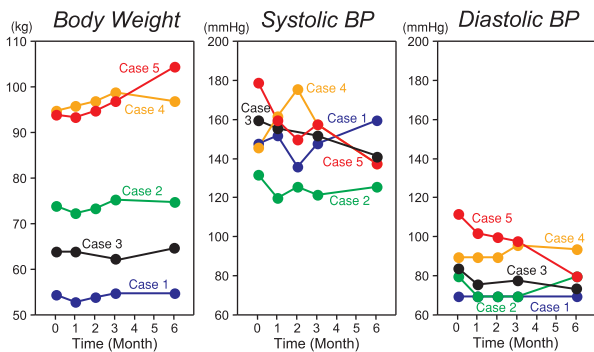 Body Weight
(kg)
110
100
90
80
70
60
50
Case 5
Case 4
Case 2
Case 3
Case 1
0 1 2 3 4 5 6
Time (Month)
Systolic BP
(mmHg)
200
180
160
140
120
100
80
60
Case 4
Case
3
Case 1
Case 5
Case 2
0 1 2 3 4 5 6
Time (Month)
Diastolic BP
(mmHg)
200
180
160
140
120
100
80
60
Case 5
Case 4
Case 3
Case 2
Case 1
0 1 2 3 4 5 6
Time (Month)